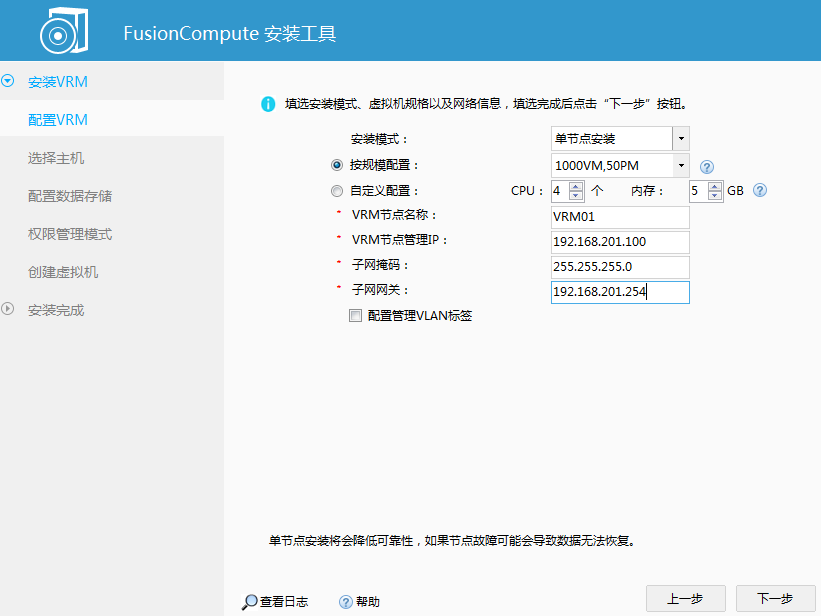 FusionCompute 安装工具
安装VRM
配置VRM
选择主机
配置数据存储
权限管理模式
创建虚拟机
安装完成
填选安装模式、虚拟机规格以及网络信息，填选完成后点击“下一步”按钮。
安装模式： 单节点安装
按规模配置： 1000VM,50PM
自定义配置： CPU： 4 个 内存： 5 GB
* VRM节点名称： VRM01
* VRM节点管理IP： 192.168.201.100
* 子网掩码： 255.255.255.0
* 子网网关： 192.168.201.254
配置管理VLAN标签
单节点安装将会降低可靠性，如果节点故障可能会导致数据无法恢复。
查看日志 帮助 上一步 下一步